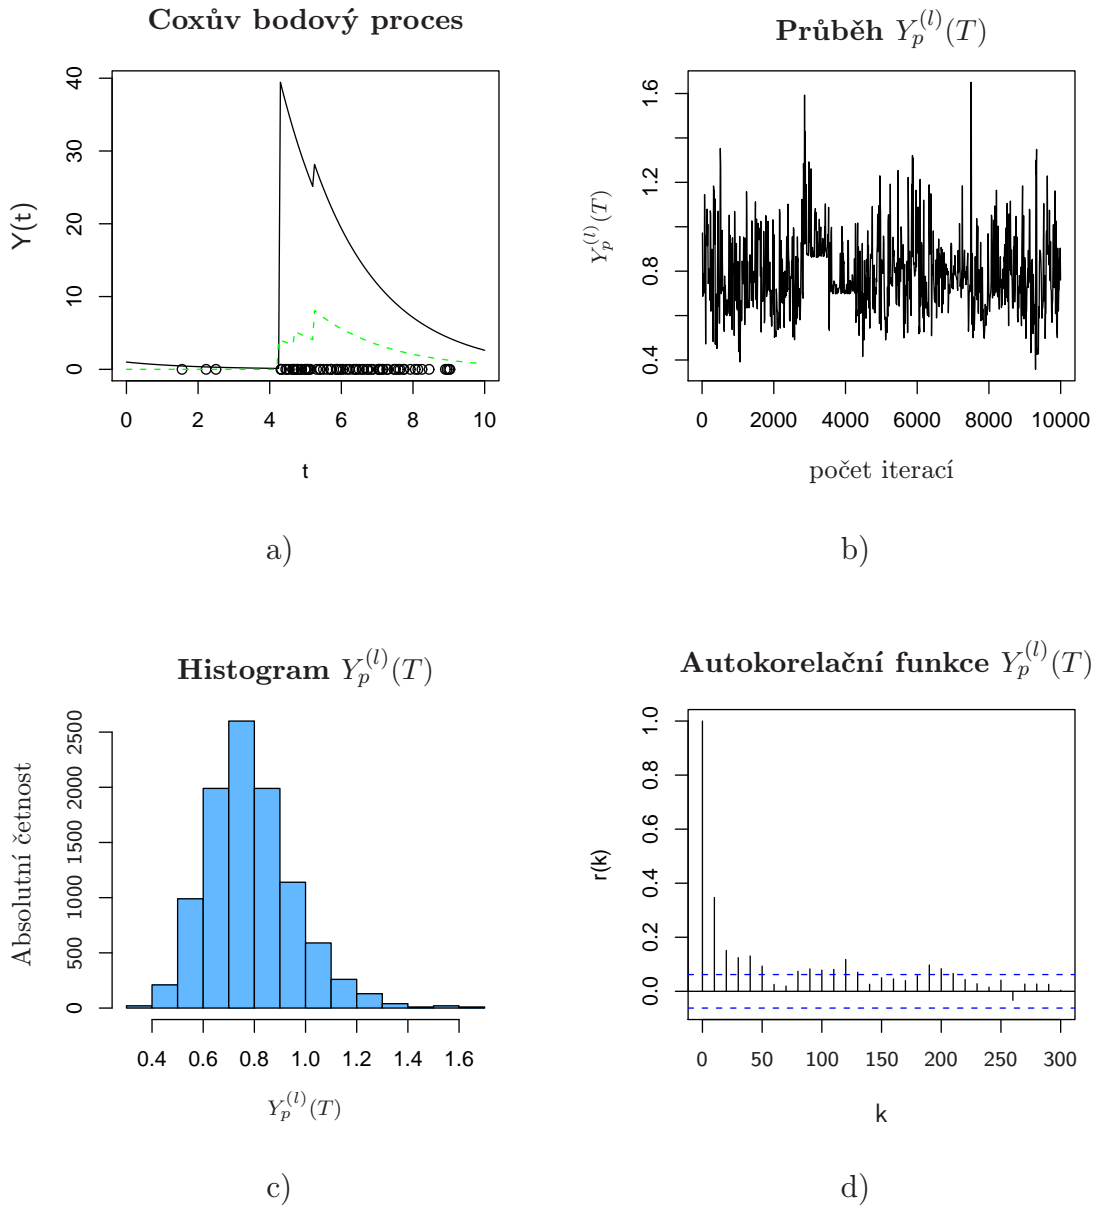 Coxův bodový proces
Y(t)
40
30
20
10
0
0 2 4 6 8 10
t
a)
Průběh $Y_p^{(l)}(T)$
$Y_p^{(l)}(T)$
1.6
1.2
0.8
0.4
0 2000 4000 6000 8000 10000
počet iterací
b)
Histogram $Y_p^{(l)}(T)$
Absolutní četnost
2500
2000
1500
1000
500
0
0.4 0.6 0.8 1.0 1.2 1.4 1.6
$Y_p^{(l)}(T)$
c)
Autokorelační funkce $Y_p^{(l)}(T)$
r(k)
1.0
0.8
0.6
0.4
0.2
0.0
0 50 100 150 200 250 300
k
d)